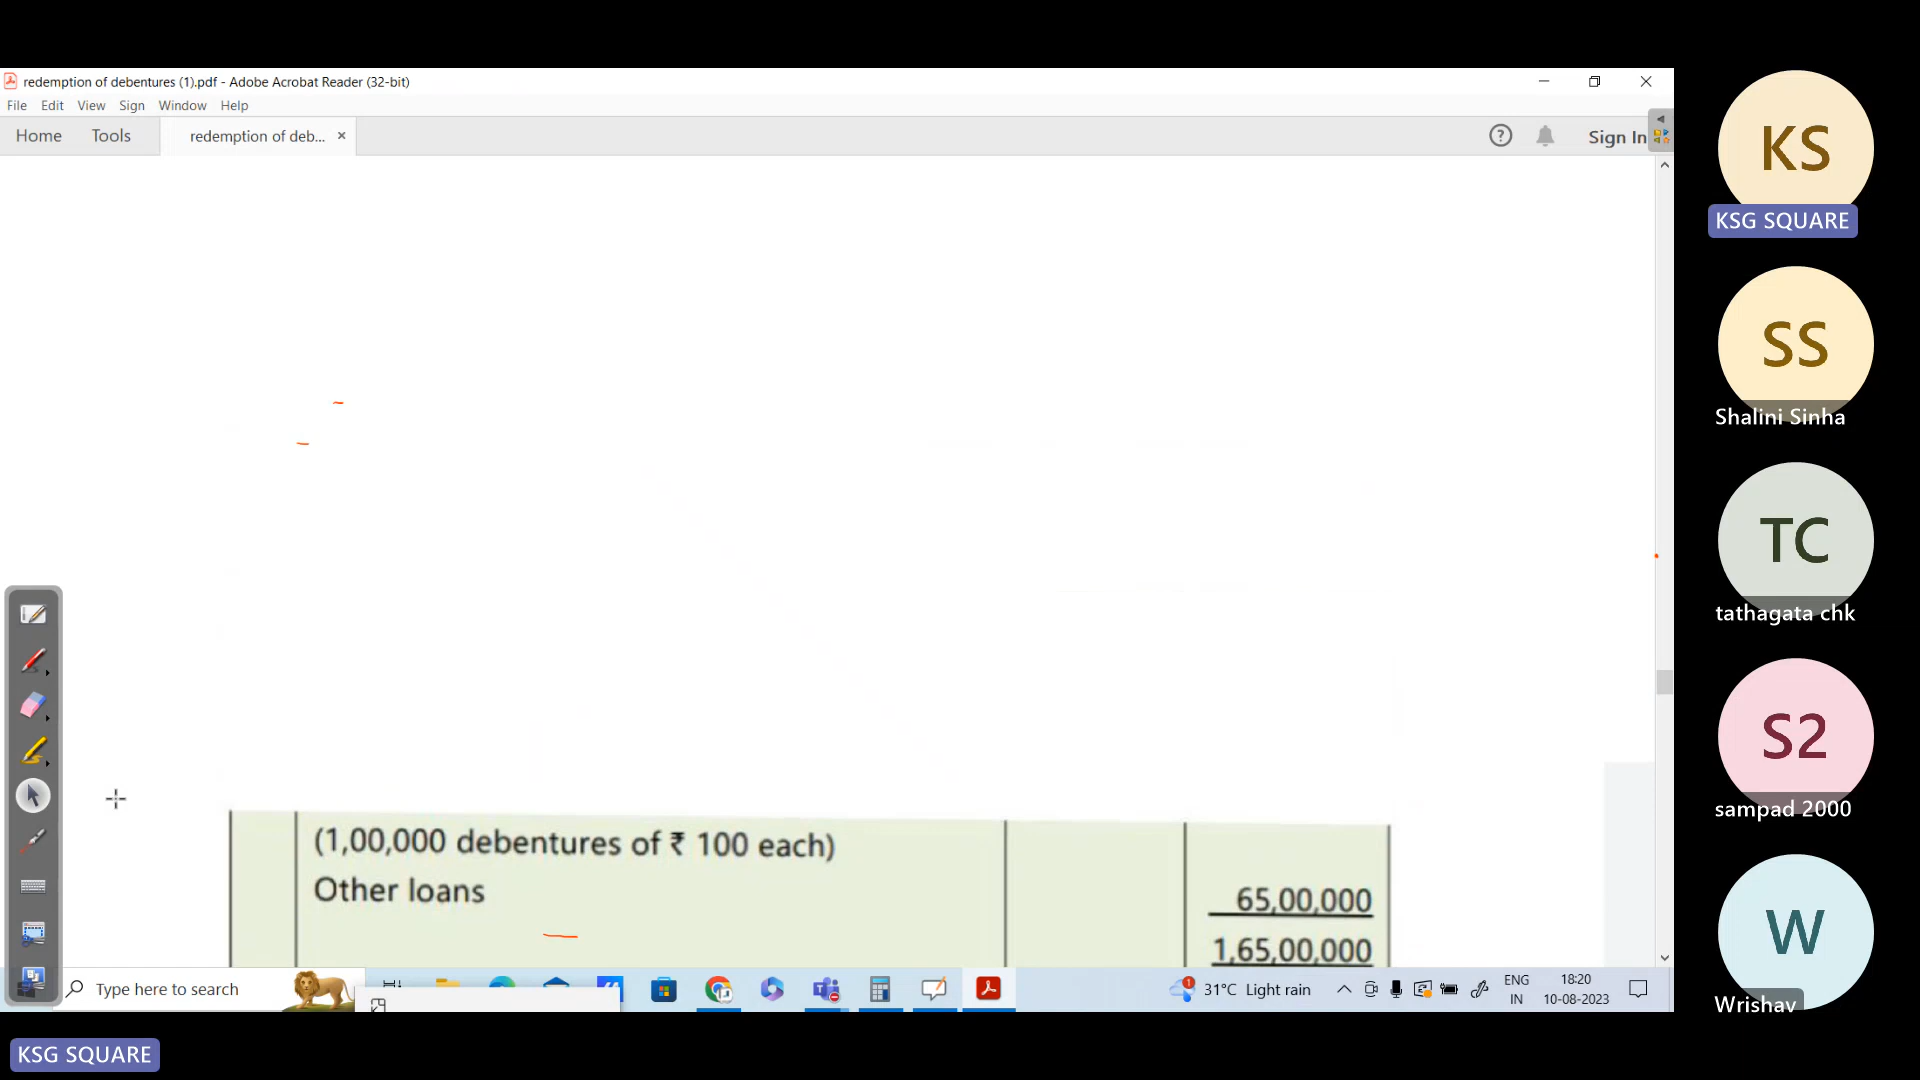 redemption of debentures (1).pdf - Adobe Acrobat Reader (32-bit)
File Edit View Sign Window Help
Home Tools redemption of deb... × Sign In
(1,00,000 debentures of ₹ 100 each)
Other loans
65,00,000
1,65,00,000
Type here to search
1
31°C Light rain
ENG
IN
18:20
10-08-2023
KS
KSG SQUARE
SS
Shalini Sinha
TC
tathagata chk
S2
sampad 2000
W
Wrishav
KSG SQUARE